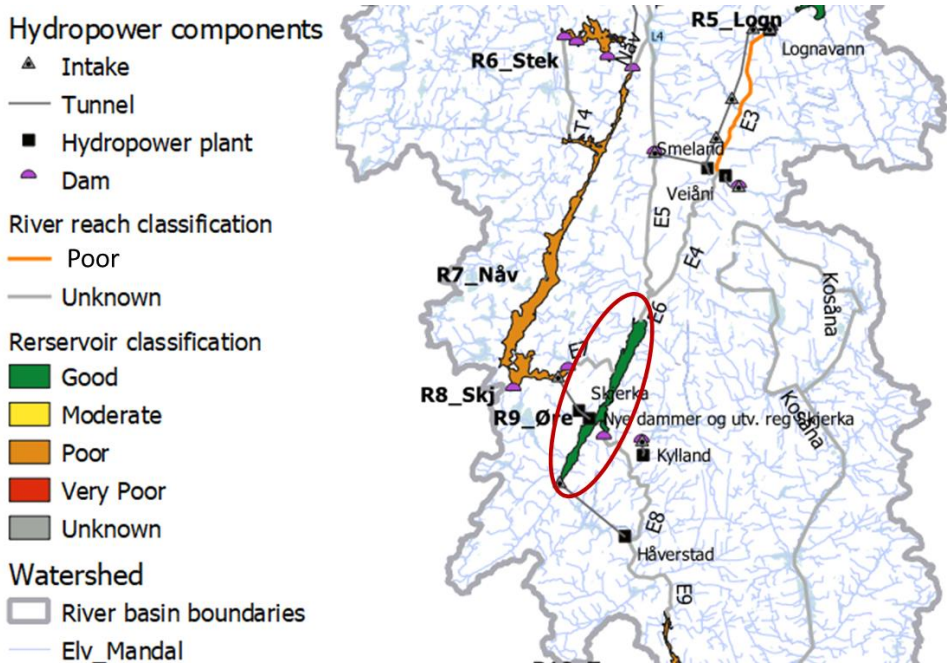 Hydropower components
Intake
Tunnel
Hydropower plant
Dam
River reach classification
Poor
Unknown
Rerservoir classification
Good
Moderate
Poor
Very Poor
Unknown
Watershed
River basin boundaries
Elv_Mandal
R5_Logn
Lognavann
L4
Nåv
R6_Stek
T4
E3
Smeland
Veiåni
E5
E4
R7_Nåv
Kosåna
E6
E7
R8_Skj
Skjerka
R9_Øre
Nye dammer og utv. reg Skjerka
Kosåna
Kylland
E8
Håverstad
E9